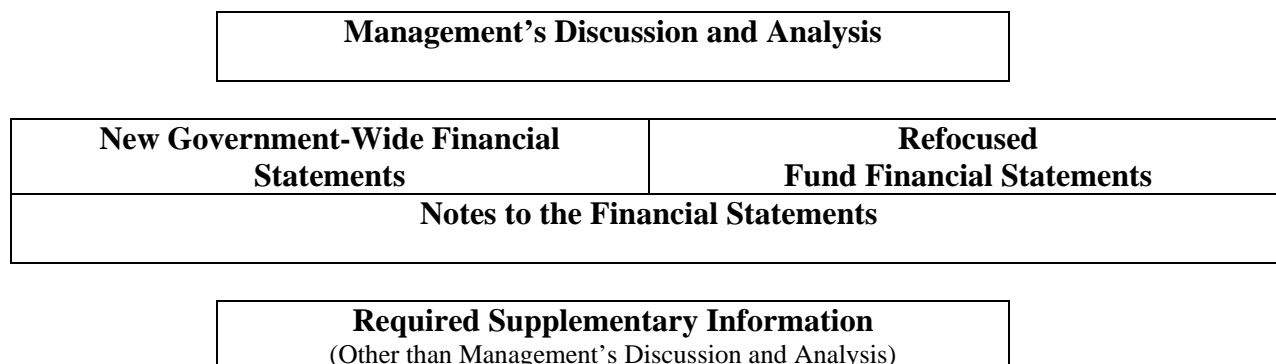 Management’s Discussion and Analysis
New Government-Wide Financial
Statements
Refocused
Fund Financial Statements
Notes to the Financial Statements
Required Supplementary Information
(Other than Management’s Discussion and Analysis)